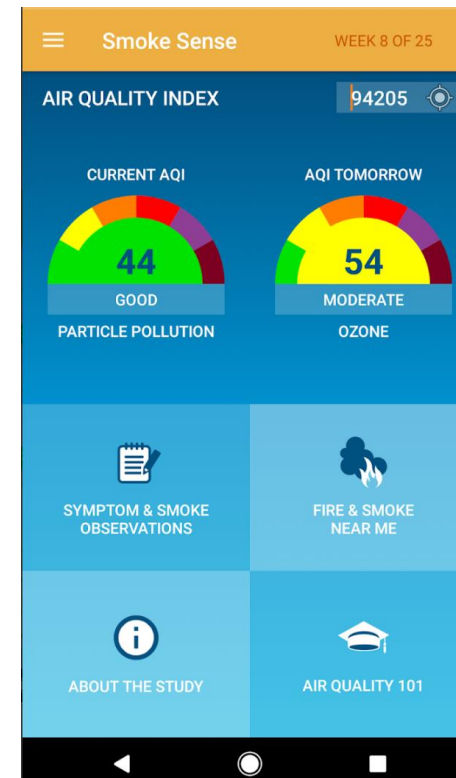 Smoke Sense
WEEK 8 OF 25
AIR QUALITY INDEX
94205
CURRENT AQI
44
GOOD
PARTICLE POLLUTION
AQI TOMORROW
54
MODERATE
OZONE
SYMPTOM & SMOKE
OBSERVATIONS
FIRE & SMOKE
NEAR ME
ABOUT THE STUDY
AIR QUALITY 101